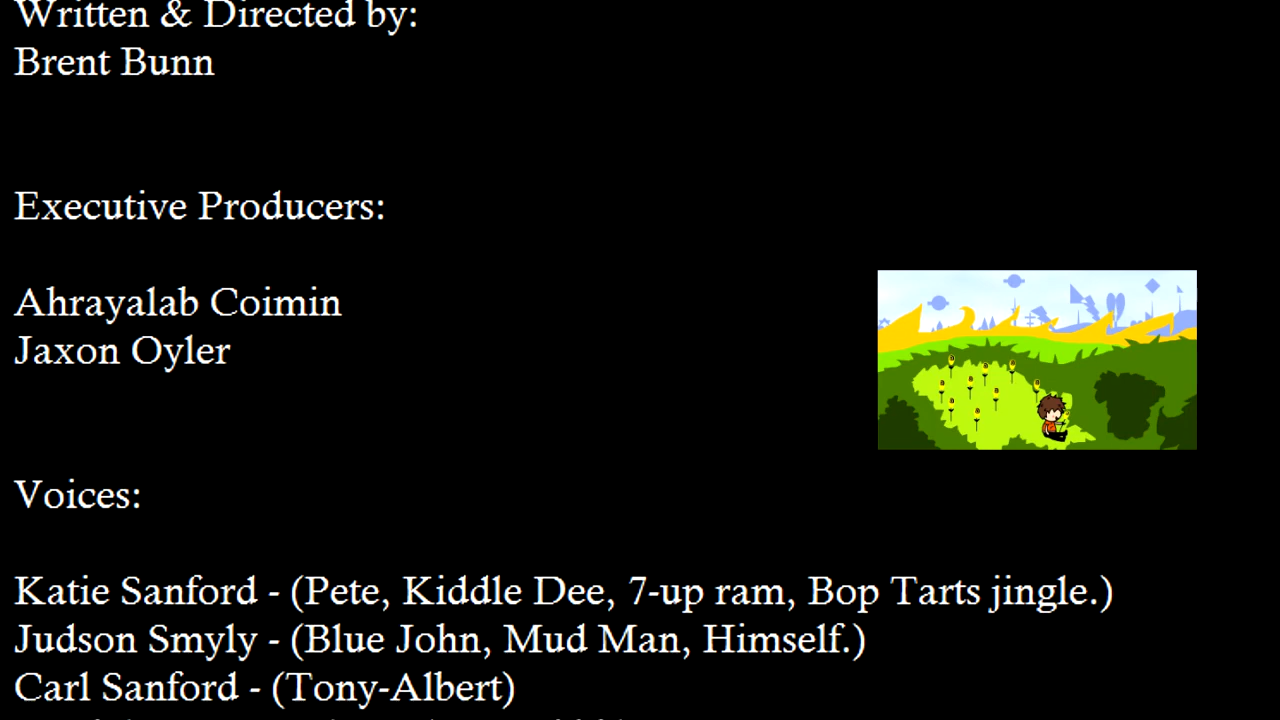 Written & Directed by:
Brent Bunn
Executive Producers:
Ahrayalab Coimin
Jaxon Oyler
Voices:
Katie Sanford - (Pete, Kiddle Dee, 7-up ram, Bop Tarts jingle.)
Judson Smyly - (Blue John, Mud Man, Himself.)
Carl Sanford - (Tony-Albert)